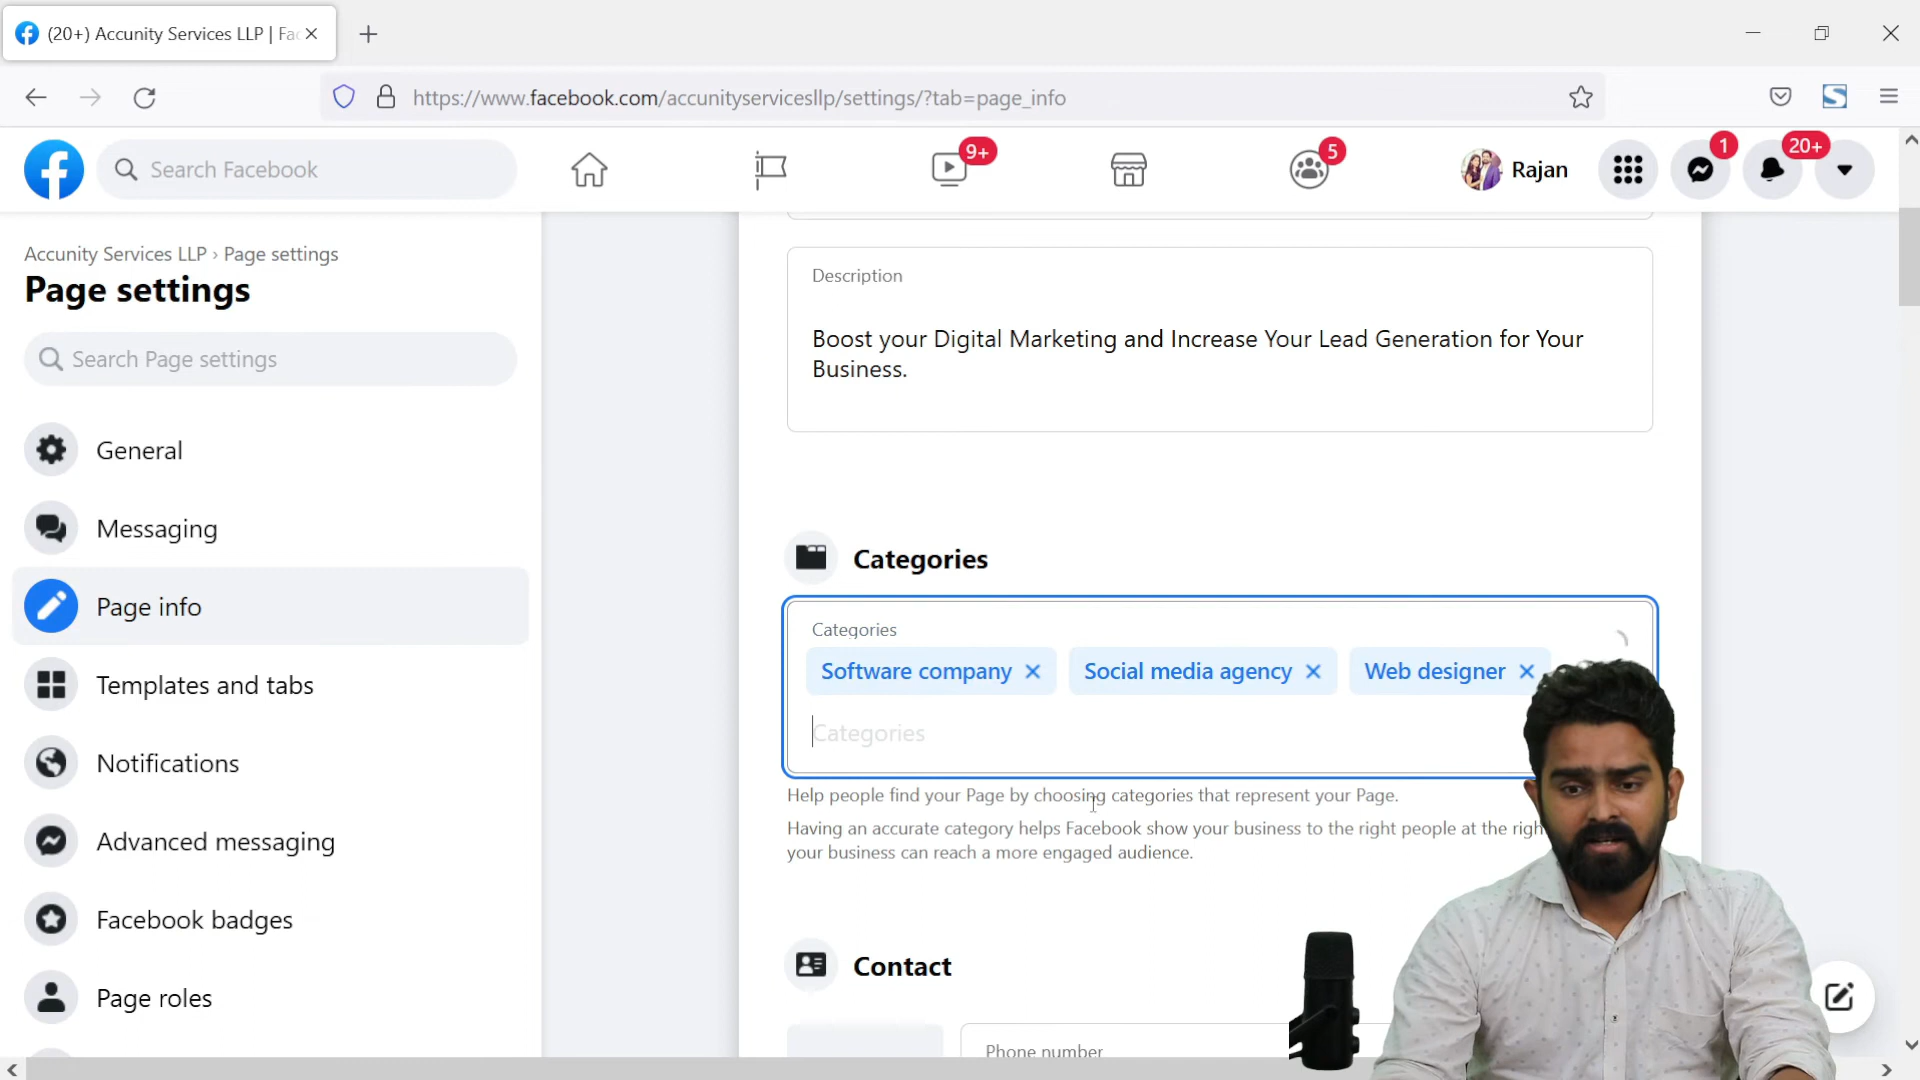 (20+) Accunity Services LLP | Fa
https://www.facebook.com/accunityservicesllp/settings/?tab=page_info
Search Facebook
9+
5
Rajan
1
20+
Accunity Services LLP › Page settings
Page settings
Search Page settings
General
Messaging
Page info
Templates and tabs
Notifications
Advanced messaging
Facebook badges
Page roles
Description
Boost your Digital Marketing and Increase Your Lead Generation for Your
Business.
Categories
Categories
Software company
Social media agency
Web designer
Categories
Help people find your Page by choosing categories that represent your Page.
Having an accurate category helps Facebook show your business to the right people at the righ
your business can reach a more engaged audience.
Contact
Phone number